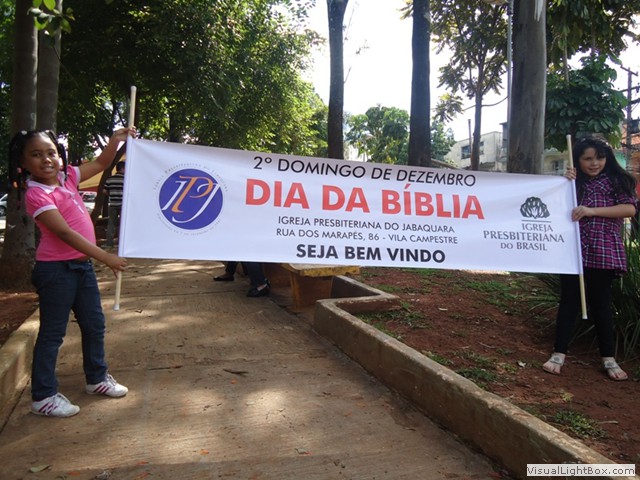 2º DOMINGO DE DEZEMBRO
DIA DA BÍBLIA
IGREJA PRESBITERIANA DO JABAQUARA
RUA DOS MARAPÉS, 86 - VILA CAMPESTRE
SEJA BEM VINDO
IPJ
IGREJA
PRESBITERIANA
DO BRASIL
VisualLightBox.com